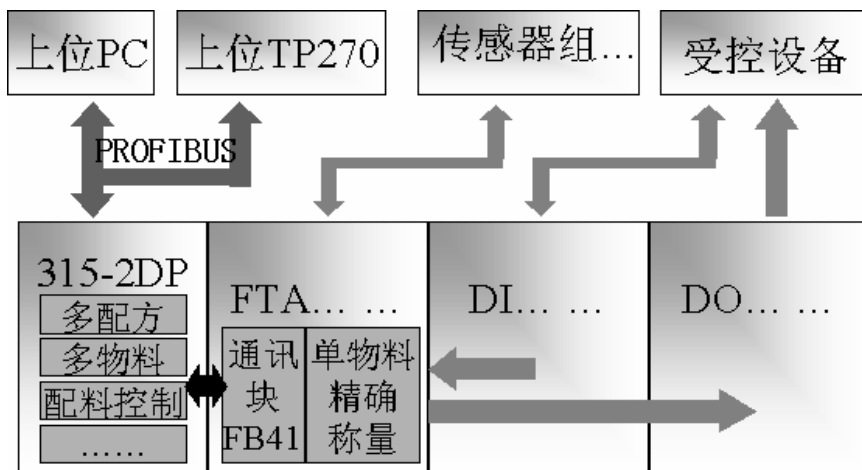 上位PC
上位TP270
传感器组…
受控设备
PROFIBUS
315-2DP
多配方
多物料
配料控制
……
FTA… …
通讯
块
FB41
单物料
精确
称量
DI… …
DO… …